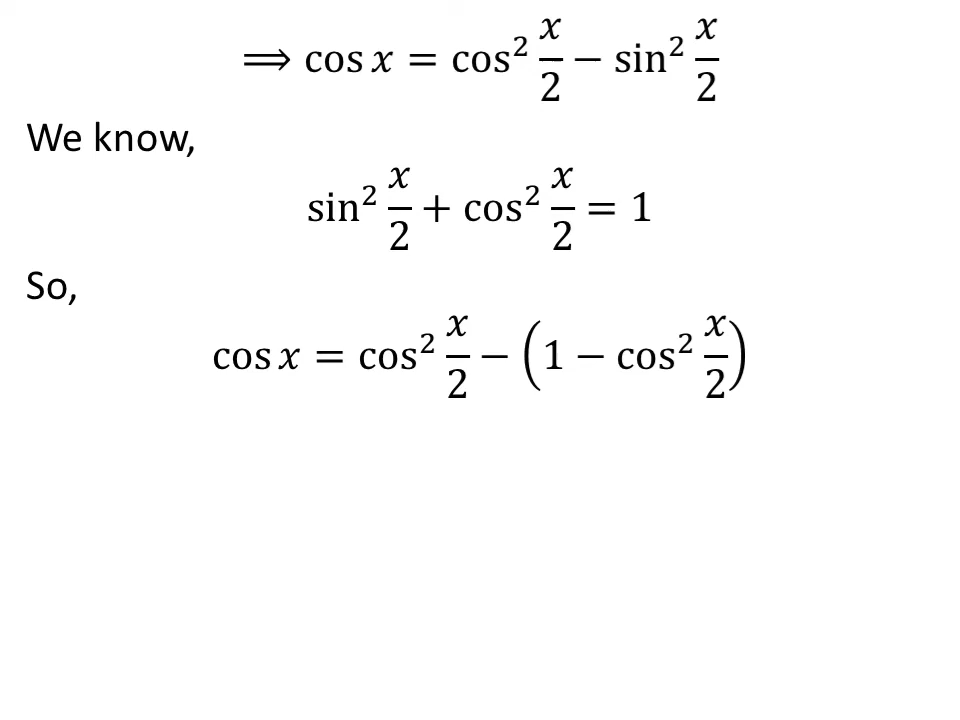 ⟹ cos 𝑥 = cos² 𝑥/2 − sin² 𝑥/2
We know,
sin² 𝑥/2 + cos² 𝑥/2 = 1
So,
cos 𝑥 = cos² 𝑥/2 − (1 − cos² 𝑥/2)